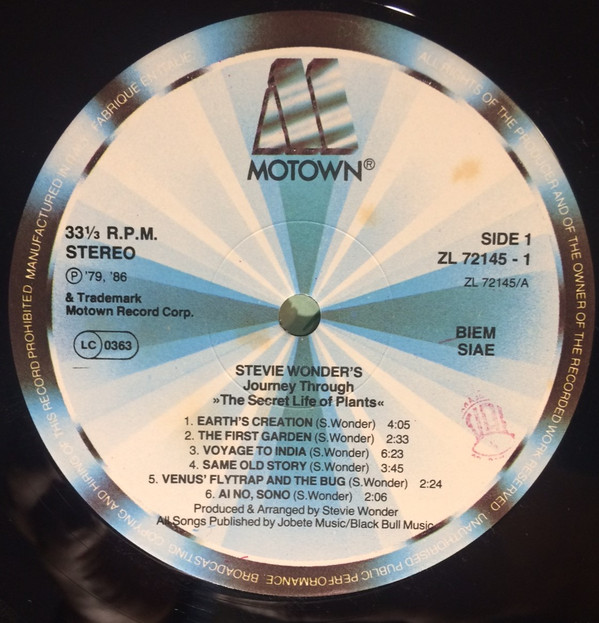 MOTOWN®
33⅓ R.P.M.
STEREO
Ⓟ '79, '86
& Trademark
Motown Record Corp.
LC 0363
SIDE 1
ZL 72145 - 1
ZL 72145/A
BIEM
SIAE
STEVIE WONDER'S
Journey Through
»The Secret Life of Plants«
1. EARTH'S CREATION (S.Wonder) 4:05
2. THE FIRST GARDEN (S.Wonder) 2:33
3. VOYAGE TO INDIA (S.Wonder) 6:23
4. SAME OLD STORY (S.Wonder) 3:45
5. VENUS' FLYTRAP AND THE BUG (S.Wonder) 2:24
6. AI NO, SONO (S.Wonder) 2:06
Produced & Arranged by Stevie Wonder
All Songs Published by Jobete Music/Black Bull Music
ALL RIGHTS OF THE PRODUCER AND OF THE OWNER OF THE RECORDED WORK RESERVED. UNAUTHORISED PUBLIC PERFORMANCE, BROADCASTING, COPYING AND HIRING OF THIS RECORD PROHIBITED MANUFACTURED IN ITALY. FABRIQUE EN ITALIE.